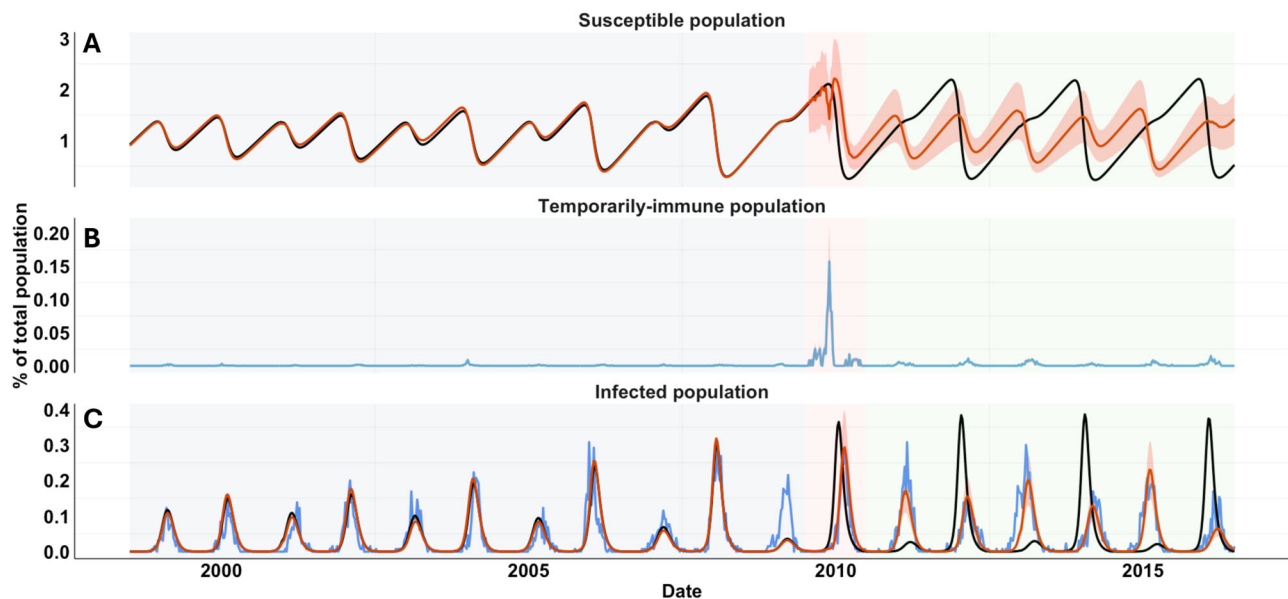 Susceptible population
A
3
2
1
Temporarily-immune population
B
0.20
0.15
0.10
0.05
0.00
% of total population
Infected population
C
0.4
0.3
0.2
0.1
0.0
2000 2005 2010 2015
Date